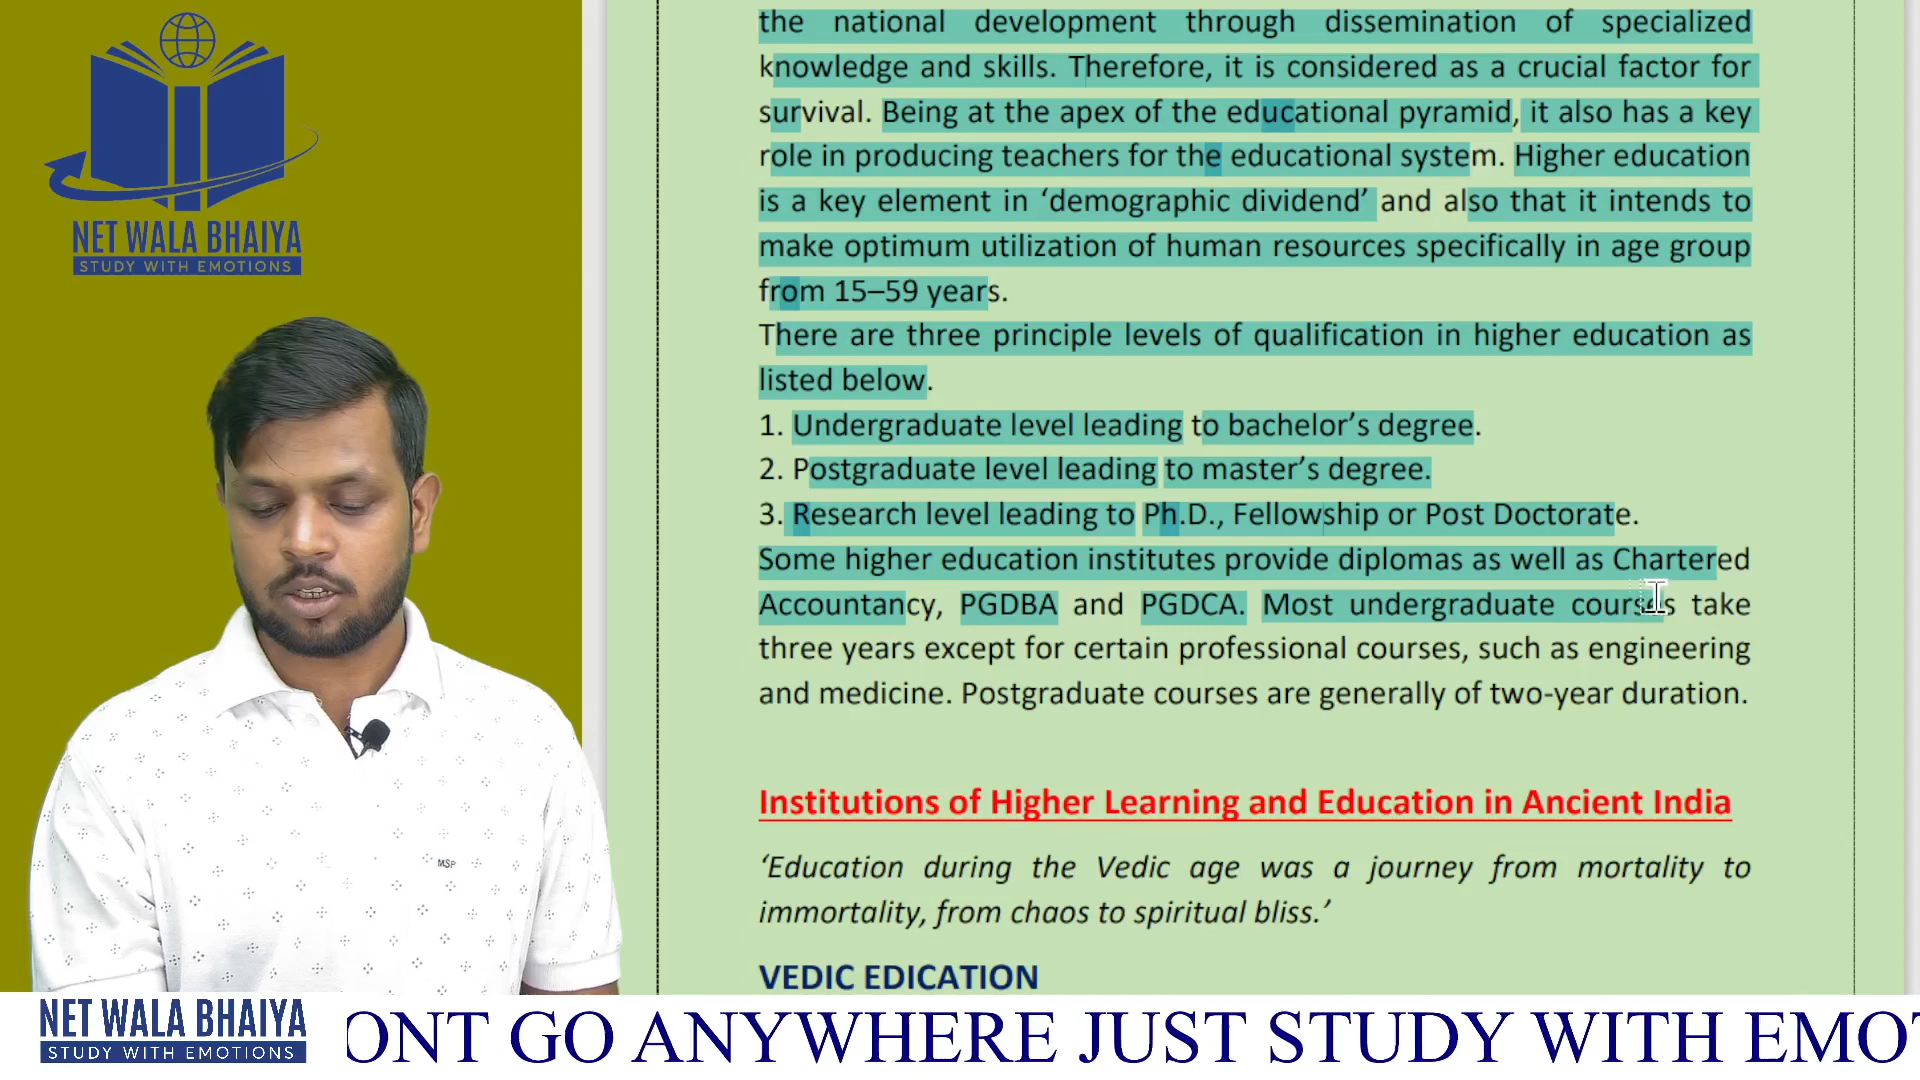 NET WALA BHAIYA
STUDY WITH EMOTIONS
the national development through dissemination of specialized
knowledge and skills. Therefore, it is considered as a crucial factor for
survival. Being at the apex of the educational pyramid, it also has a key
role in producing teachers for the educational system. Higher education
is a key element in ‘demographic dividend’ and also that it intends to
make optimum utilization of human resources specifically in age group
from 15–59 years.
There are three principle levels of qualification in higher education as
listed below.
1. Undergraduate level leading to bachelor’s degree.
2. Postgraduate level leading to master’s degree.
3. Research level leading to Ph.D., Fellowship or Post Doctorate.
Some higher education institutes provide diplomas as well as Chartered
Accountancy, PGDBA and PGDCA. Most undergraduate courses take
three years except for certain professional courses, such as engineering
and medicine. Postgraduate courses are generally of two-year duration.
Institutions of Higher Learning and Education in Ancient India
‘Education during the Vedic age was a journey from mortality to
immortality, from chaos to spiritual bliss.’
VEDIC EDICATION
MSP
NET WALA BHAIYA
STUDY WITH EMOTIONS
ONT GO ANYWHERE JUST STUDY WITH EMO